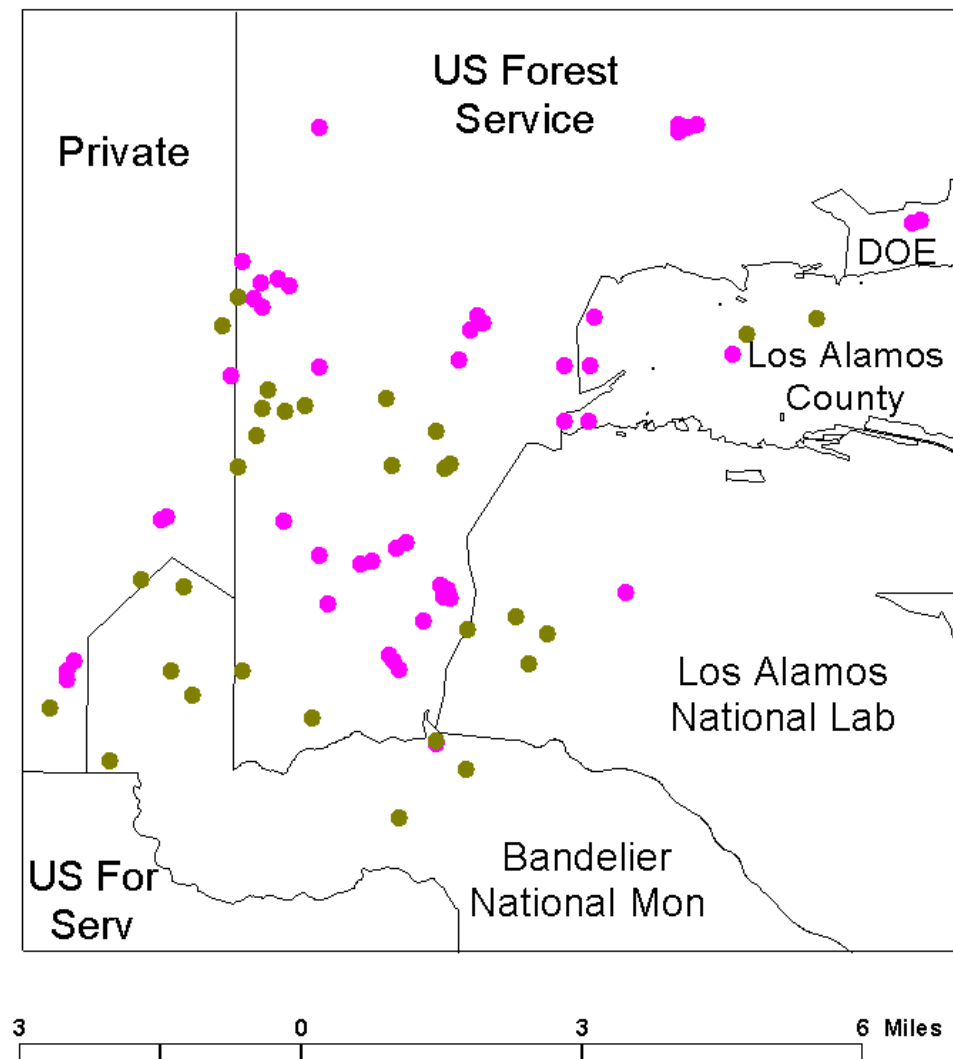 US Forest
Service
Private
DOE
Los Alamos
County
Los Alamos
National Lab
Bandelier
National Mon
US For
Serv
3 0 3 6 Miles